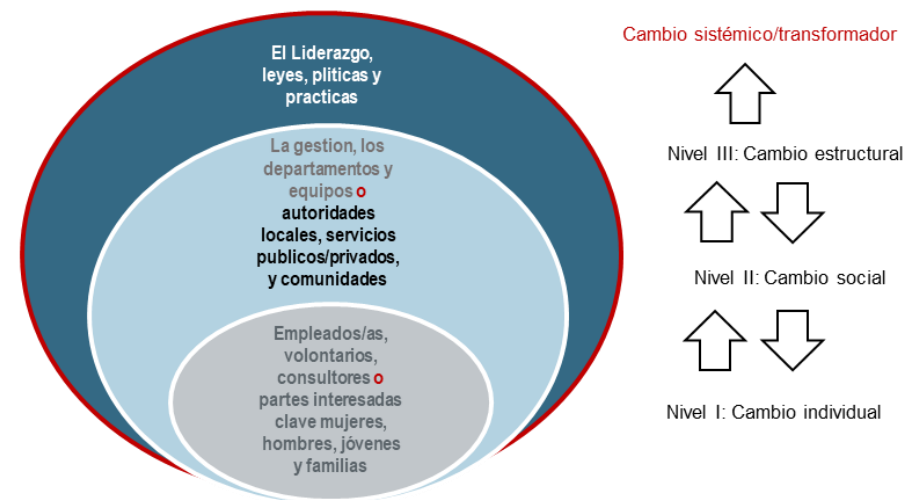 El Liderazgo,
leyes, pliticas y
practicas
La gestion, los
departamentos y
equipos o
autoridades
locales, servicios
publicos/privados,
y comunidades
Empleados/as,
volontarios,
consultores o
partes interesadas
clave mujeres,
hombres, jóvenes
y familias
Cambio sistémico/transformador
Nivel III: Cambio estructural
Nivel II: Cambio social
Nivel I: Cambio individual